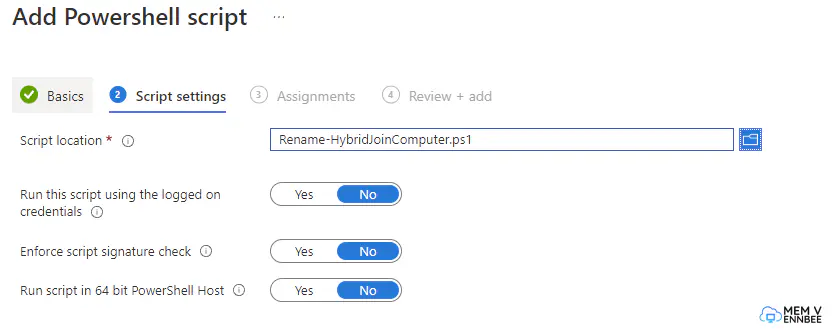 Add Powershell script ...
Basics 2 Script settings 3 Assignments 4 Review + add
Script location * Rename-HybridJoinComputer.ps1
Run this script using the logged on Yes No
credentials
Enforce script signature check Yes No
Run script in 64 bit PowerShell Host Yes No
MEM V
ENNBEE